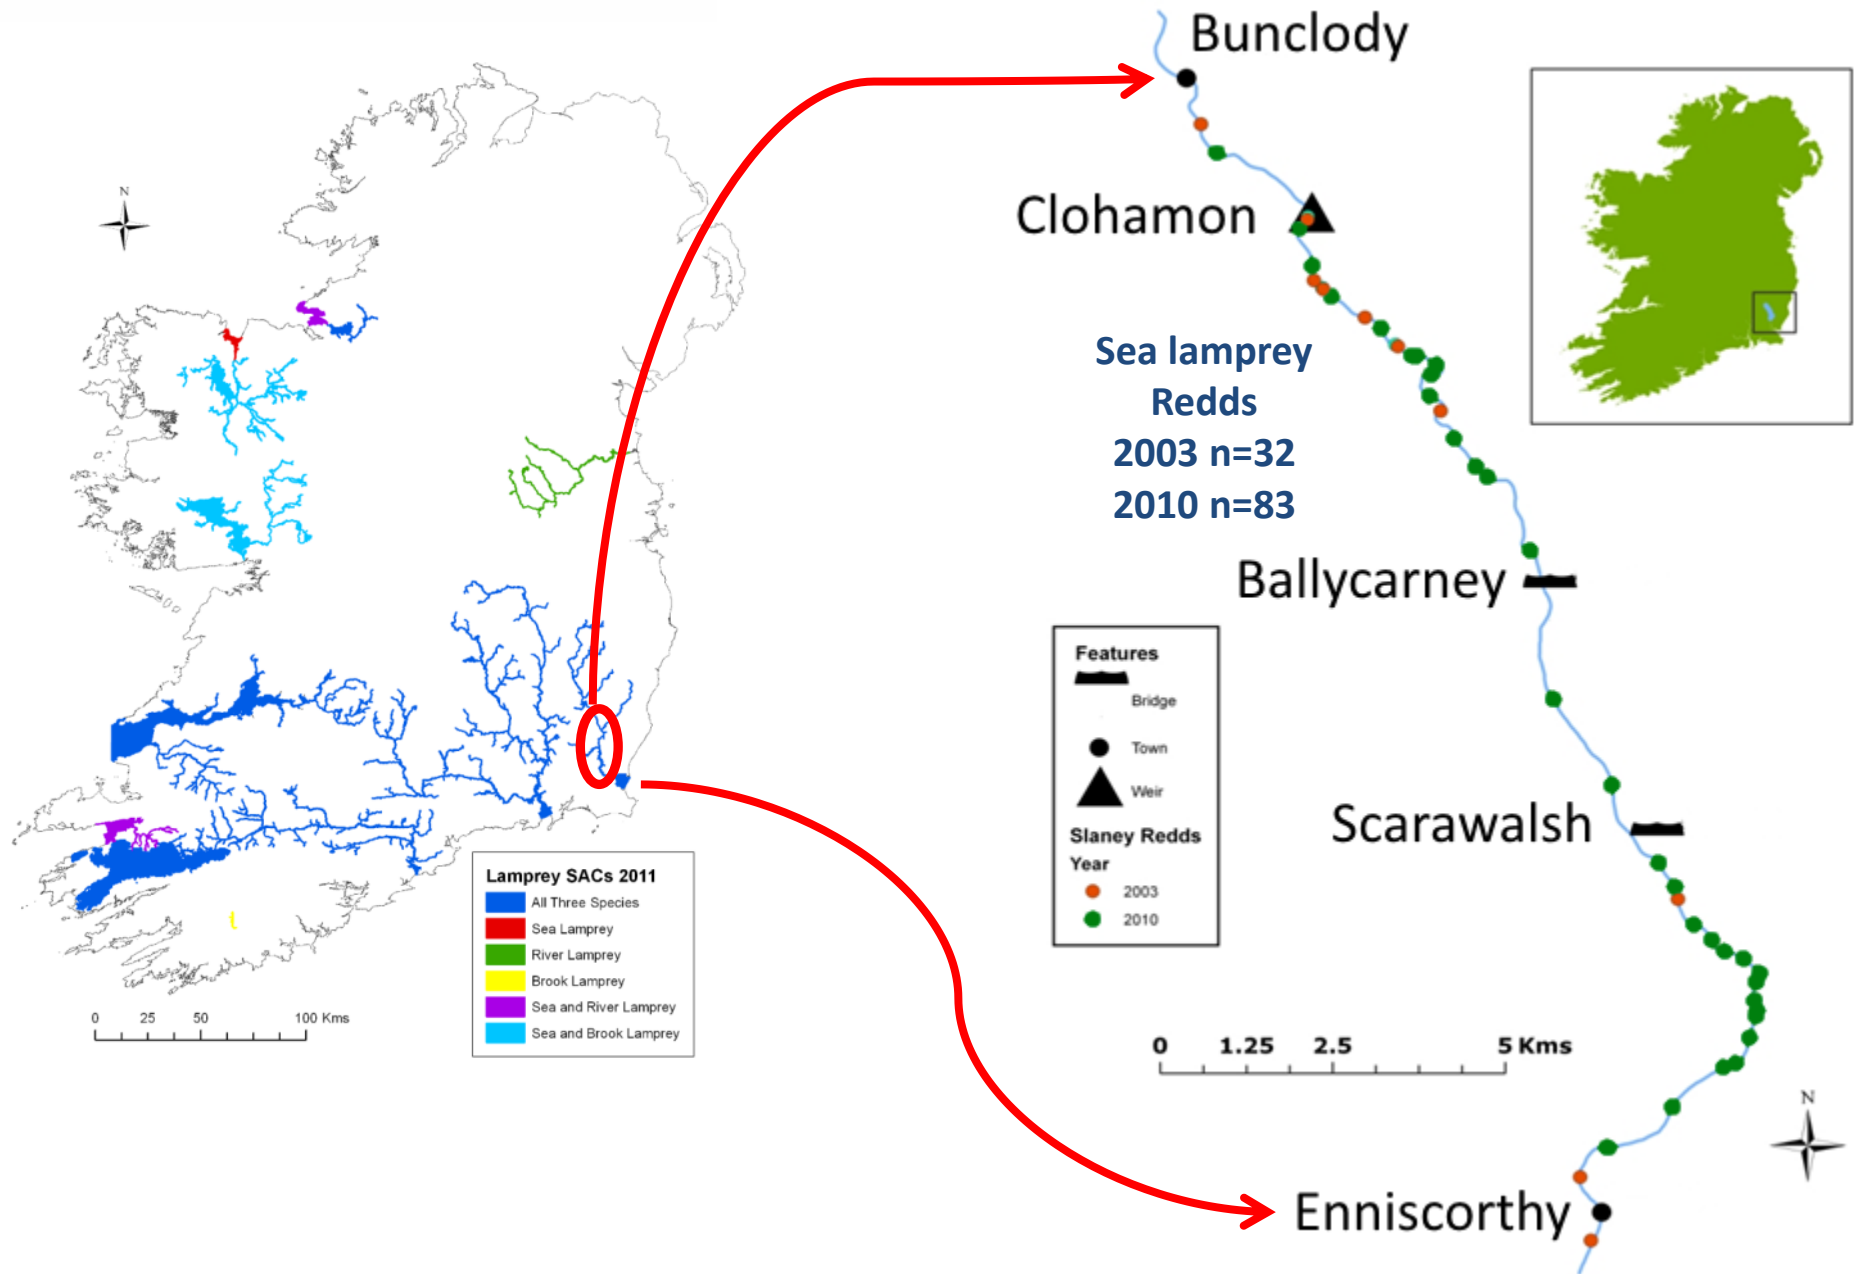 N
0 25 50 100 Kms
Lamprey SACs 2011
All Three Species
Sea Lamprey
River Lamprey
Brook Lamprey
Sea and River Lamprey
Sea and Brook Lamprey
Bunclody
Clohamon
Sea lamprey
Redds
2003 n=32
2010 n=83
Ballycarney
Features
Bridge
Town
Weir
Slaney Redds
Year
2003
2010
Scarawalsh
0 1.25 2.5 5 Kms
N
Enniscorthy